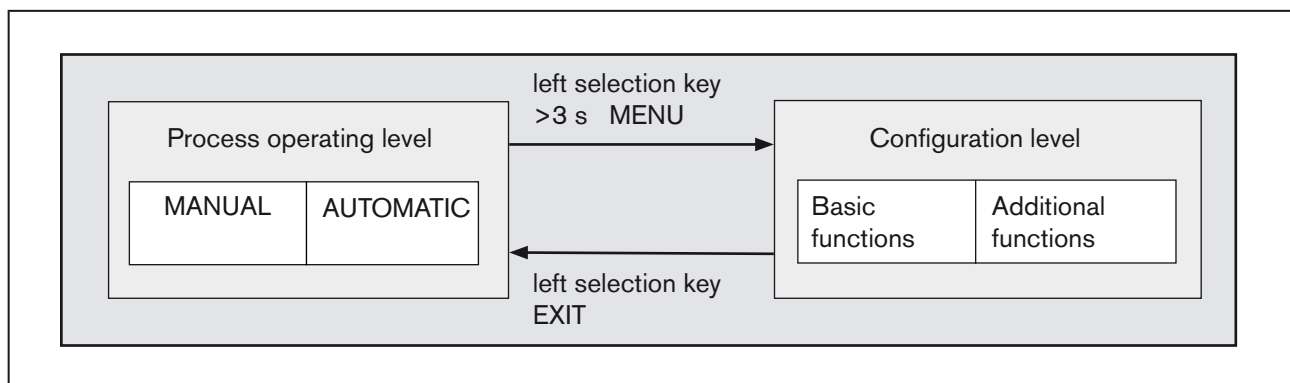 left selection key
>3 s MENU
Process operating level
MANUAL
AUTOMATIC
Configuration level
Basic
functions
Additional
functions
left selection key
EXIT